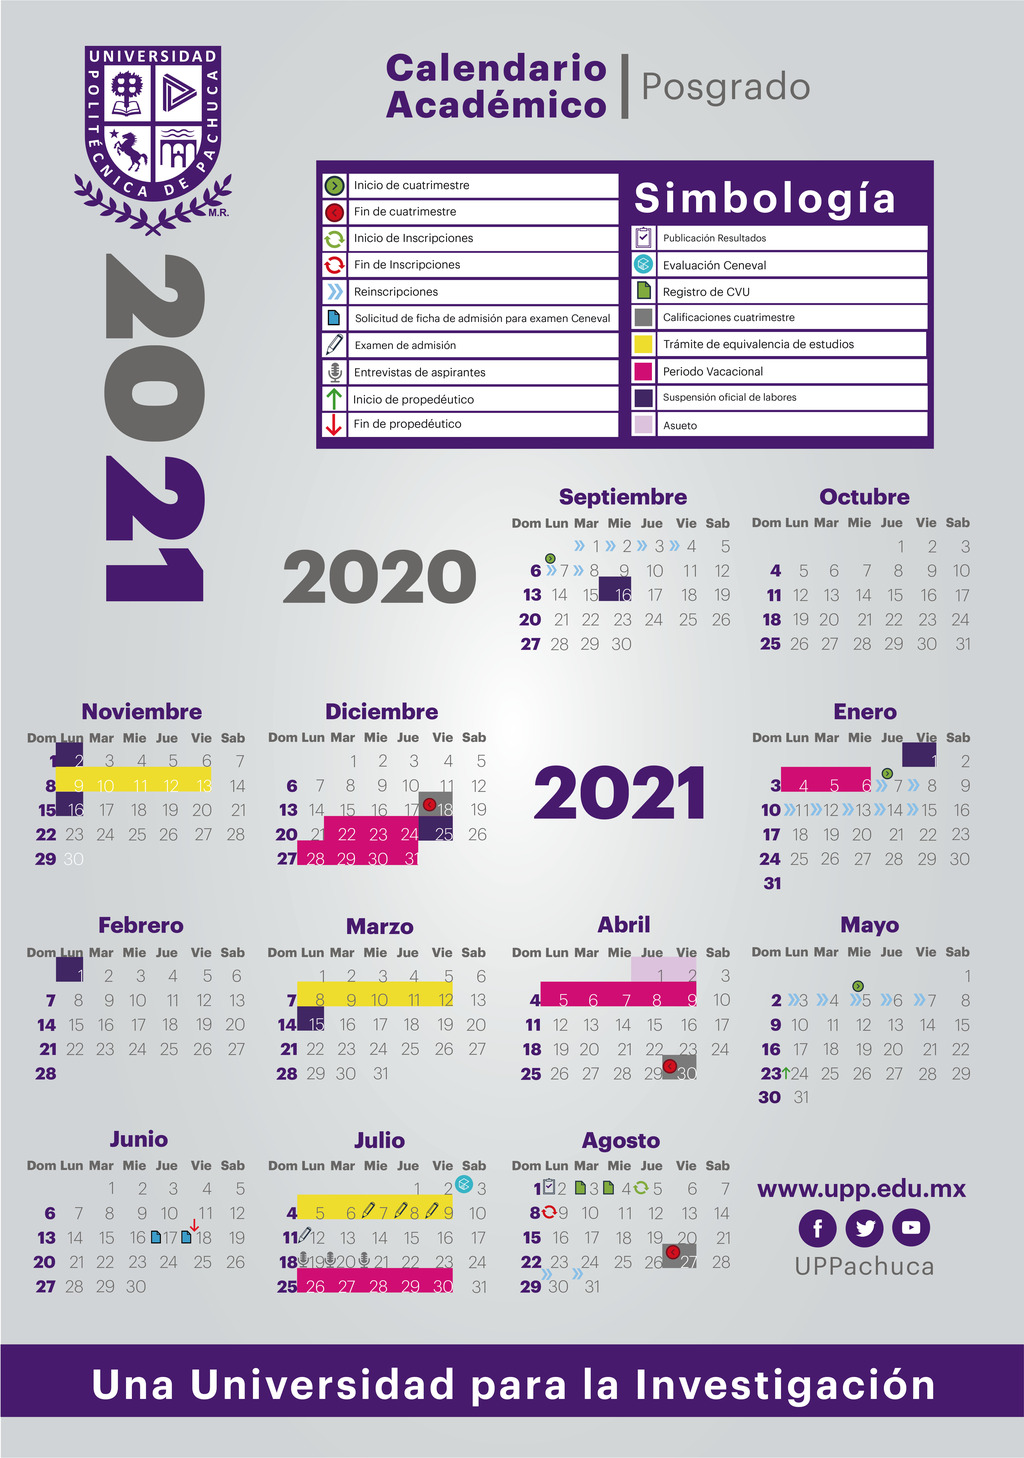 UNIVERSIDAD
POLITÉCNICA DE PACHUCA
M.R.
Calendario
Académico
Posgrado
2021
Simbología
Inicio de cuatrimestre
Fin de cuatrimestre
Inicio de Inscripciones
Fin de Inscripciones
Reinscripciones
Solicitud de ficha de admisión para examen Ceneval
Examen de admisión
Entrevistas de aspirantes
Inicio de propedéutico
Fin de propedéutico
Publicación Resultados
Evaluación Ceneval
Registro de CVU
Calificaciones cuatrimestre
Trámite de equivalencia de estudios
Periodo Vacacional
Suspensión oficial de labores
Asueto
2020
Septiembre
Dom Lun Mar Mie Jue Vie Sab
1 2 3 4 5
6 7 8 9 10 11 12
13 14 15 16 17 18 19
20 21 22 23 24 25 26
27 28 29 30
Octubre
Dom Lun Mar Mie Jue Vie Sab
1 2 3
4 5 6 7 8 9 10
11 12 13 14 15 16 17
18 19 20 21 22 23 24
25 26 27 28 29 30 31
Noviembre
Dom Lun Mar Mie Jue Vie Sab
1 2 3 4 5 6 7
8 9 10 11 12 13 14
15 16 17 18 19 20 21
22 23 24 25 26 27 28
29 30
Diciembre
Dom Lun Mar Mie Jue Vie Sab
1 2 3 4 5
6 7 8 9 10 11 12
13 14 15 16 17 18 19
20 21 22 23 24 25 26
27 28 29 30 31
2021
Enero
Dom Lun Mar Mie Jue Vie Sab
1 2
3 4 5 6 7 8 9
10 11 12 13 14 15 16
17 18 19 20 21 22 23
24 25 26 27 28 29 30
31
Febrero
Dom Lun Mar Mie Jue Vie Sab
1 2 3 4 5 6
7 8 9 10 11 12 13
14 15 16 17 18 19 20
21 22 23 24 25 26 27
28
Marzo
Dom Lun Mar Mie Jue Vie Sab
1 2 3 4 5 6
7 8 9 10 11 12 13
14 15 16 17 18 19 20
21 22 23 24 25 26 27
28 29 30 31
Abril
Dom Lun Mar Mie Jue Vie Sab
1 2 3
4 5 6 7 8 9 10
11 12 13 14 15 16 17
18 19 20 21 22 23 24
25 26 27 28 29 30
Mayo
Dom Lun Mar Mie Jue Vie Sab
1
2 3 4 5 6 7 8
9 10 11 12 13 14 15
16 17 18 19 20 21 22
23 24 25 26 27 28 29
30 31
Junio
Dom Lun Mar Mie Jue Vie Sab
1 2 3 4 5
6 7 8 9 10 11 12
13 14 15 16 17 18 19
20 21 22 23 24 25 26
27 28 29 30
Julio
Dom Lun Mar Mie Jue Vie Sab
1 2 3
4 5 6 7 8 9 10
11 12 13 14 15 16 17
18 19 20 21 22 23 24
25 26 27 28 29 30 31
Agosto
Dom Lun Mar Mie Jue Vie Sab
1 2 3 4 5 6 7
8 9 10 11 12 13 14
15 16 17 18 19 20 21
22 23 24 25 26 27 28
29 30 31
www.upp.edu.mx
UPPachuca
Una Universidad para la Investigación